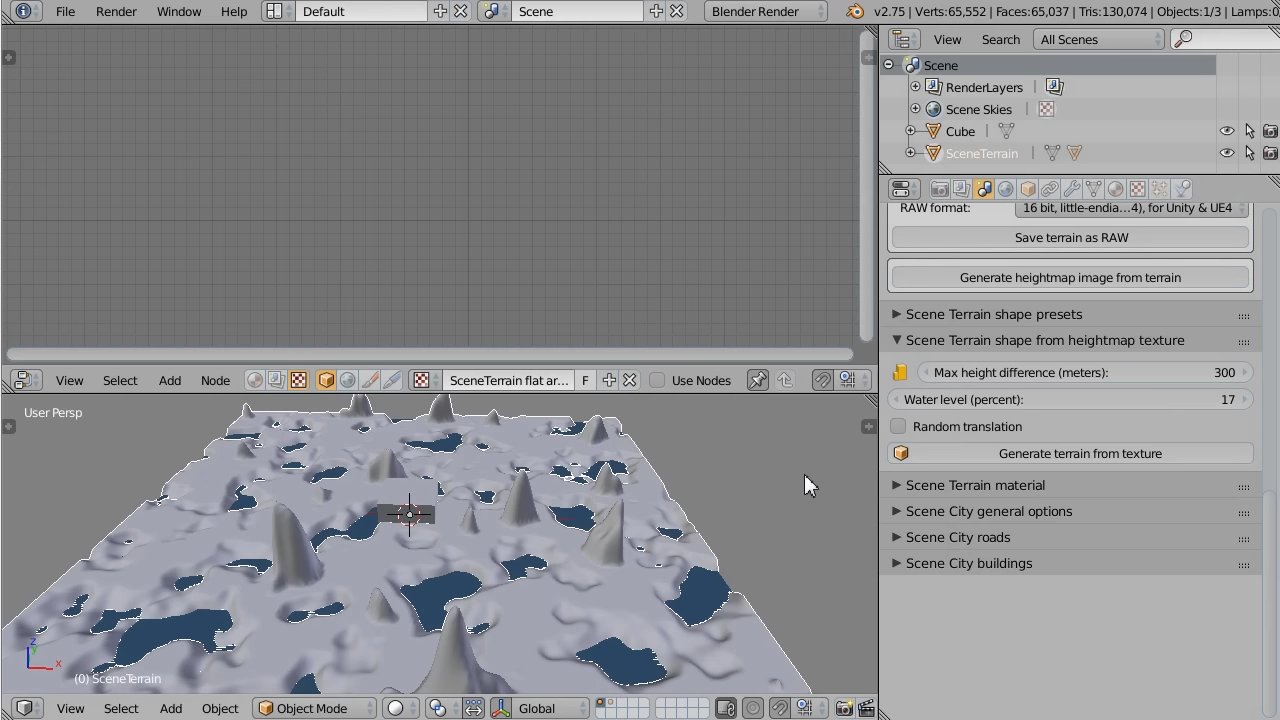 File Render Window Help Default Scene Blender Render v2.75 | Verts:65,552 | Faces:65,037 | Tris:130,074 | Objects:1/3 | Lamps:0
View Search All Scenes
Scene
RenderLayers
Scene Skies
Cube
SceneTerrain
RAW format: 16 bit, little-endia...4), for Unity & UE4
Save terrain as RAW
Generate heightmap image from terrain
Scene Terrain shape presets
Scene Terrain shape from heightmap texture
Max height difference (meters): 300
Water level (percent): 17
Random translation
Generate terrain from texture
Scene Terrain material
Scene City general options
Scene City roads
Scene City buildings
View Select Add Node SceneTerrain flat ar... F Use Nodes
User Persp
z
y
x
(0) SceneTerrain
View Select Add Object Object Mode Global